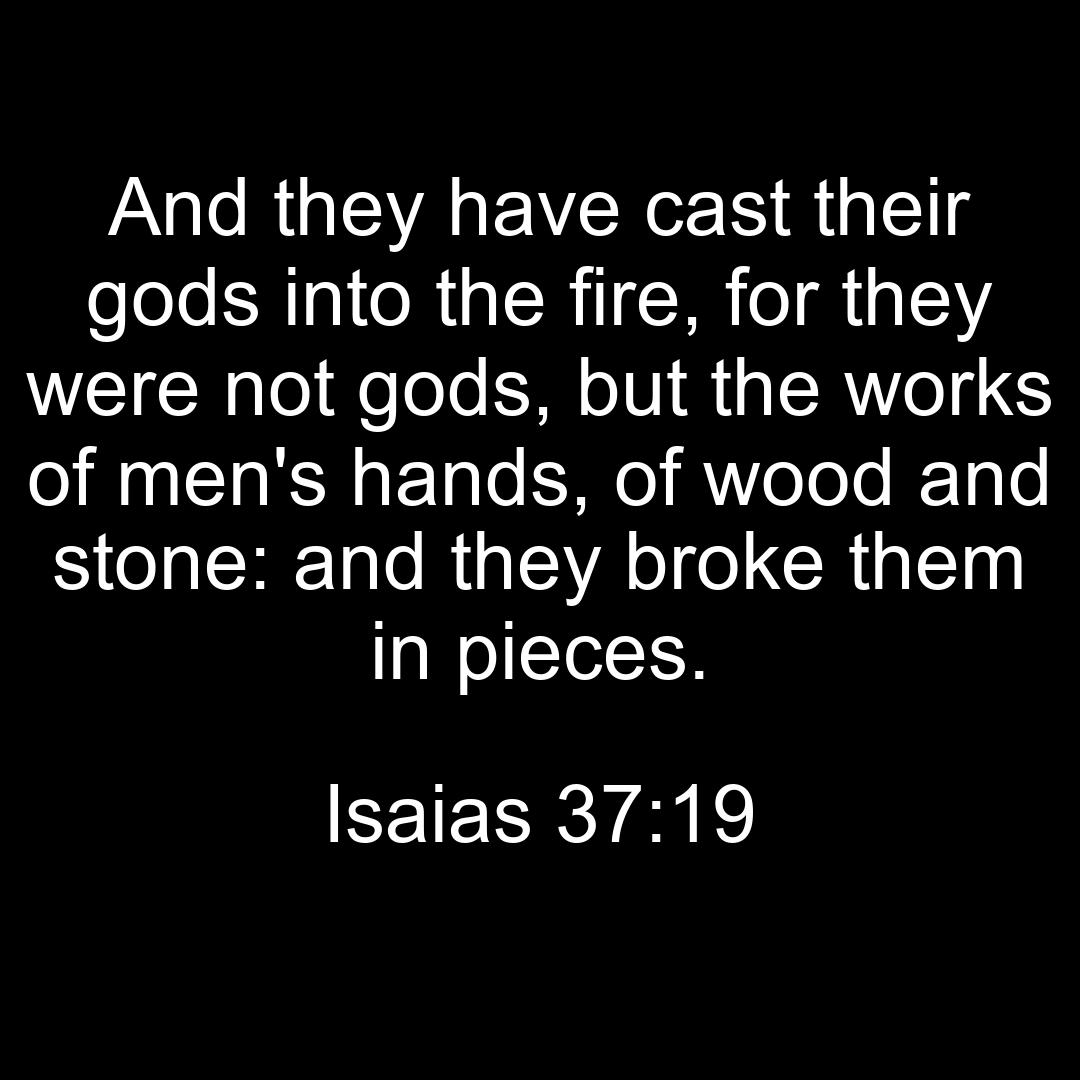 And they have cast their
gods into the fire, for they
were not gods, but the works
of men's hands, of wood and
stone: and they broke them
in pieces.
Isaias 37:19